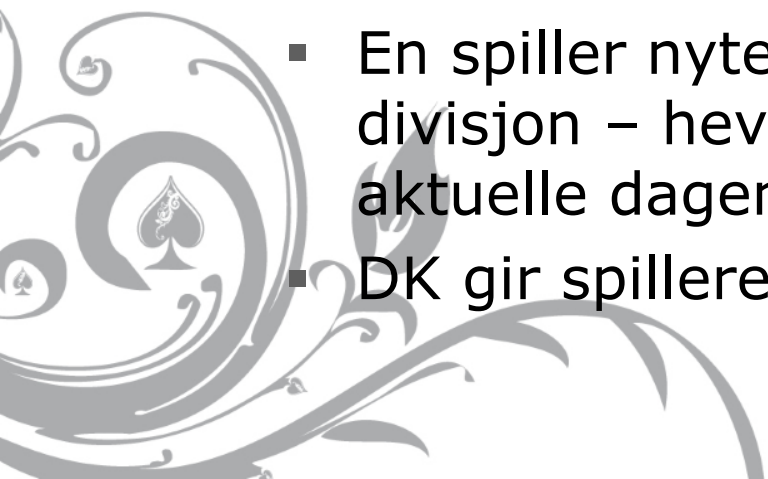 ▪ En spiller nyte
divisjon – hev
aktuelle dager
▪ DK gir spillere